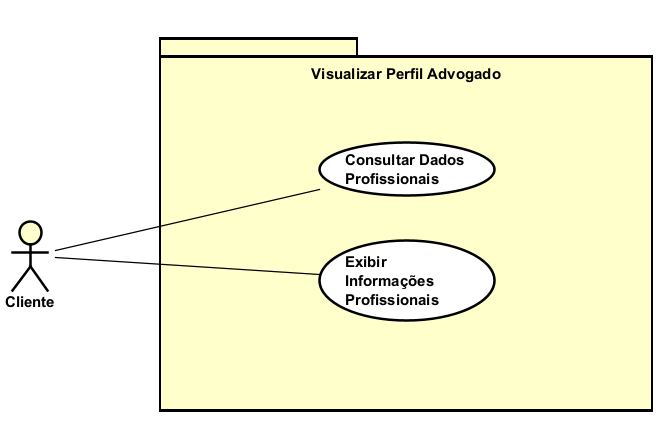 Visualizar Perfil Advogado
Consultar Dados
Profissionais
Exibir
Informações
Profissionais
Cliente